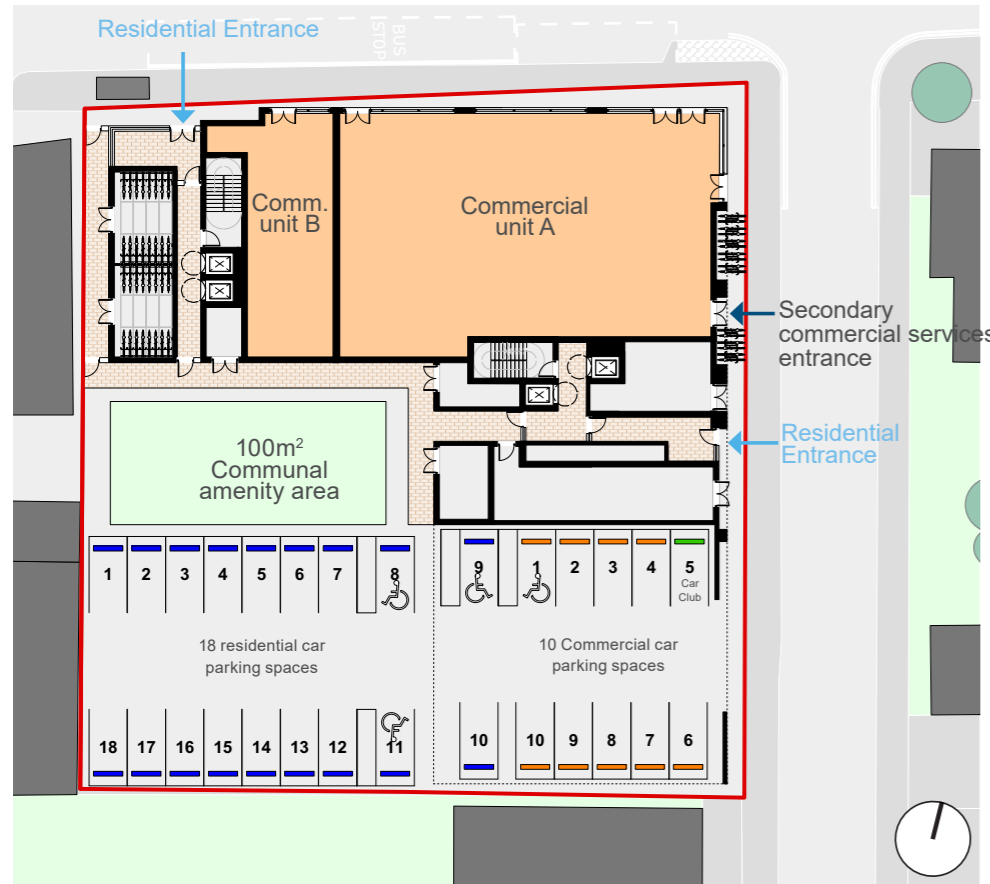 Residential Entrance
BUS
STOP
Comm.
unit B
Commercial
unit A
Secondary
commercial services
entrance
Residential
Entrance
100m²
Communal
amenity area
1 2 3 4 5 6 7 8 9 1 2 3 4 5
Car
Club
18 residential car
parking spaces
10 Commercial car
parking spaces
18 17 16 15 14 13 12 11 10 10 9 8 7 6